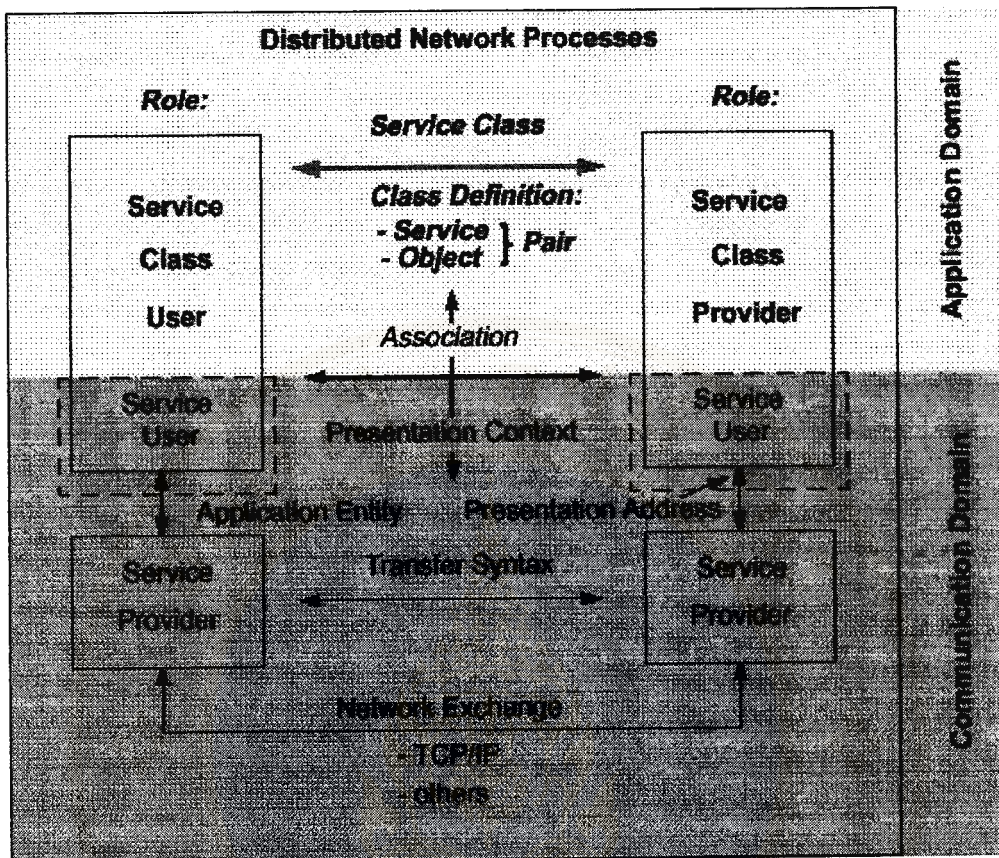 Distributed Network Processes
Role:
Role:
Service Class
Class Definition:
- Service
- Object
} Pair
Service
Class
User
Service
Class
Provider
Association
Service
User
Presentation Context
Service
User
Application Entity
Presentation Address
Service
Provider
Transfer Syntax
Service
Provider
Network Exchange
- TCP/IP
- others
Application Domain
Communication Domain